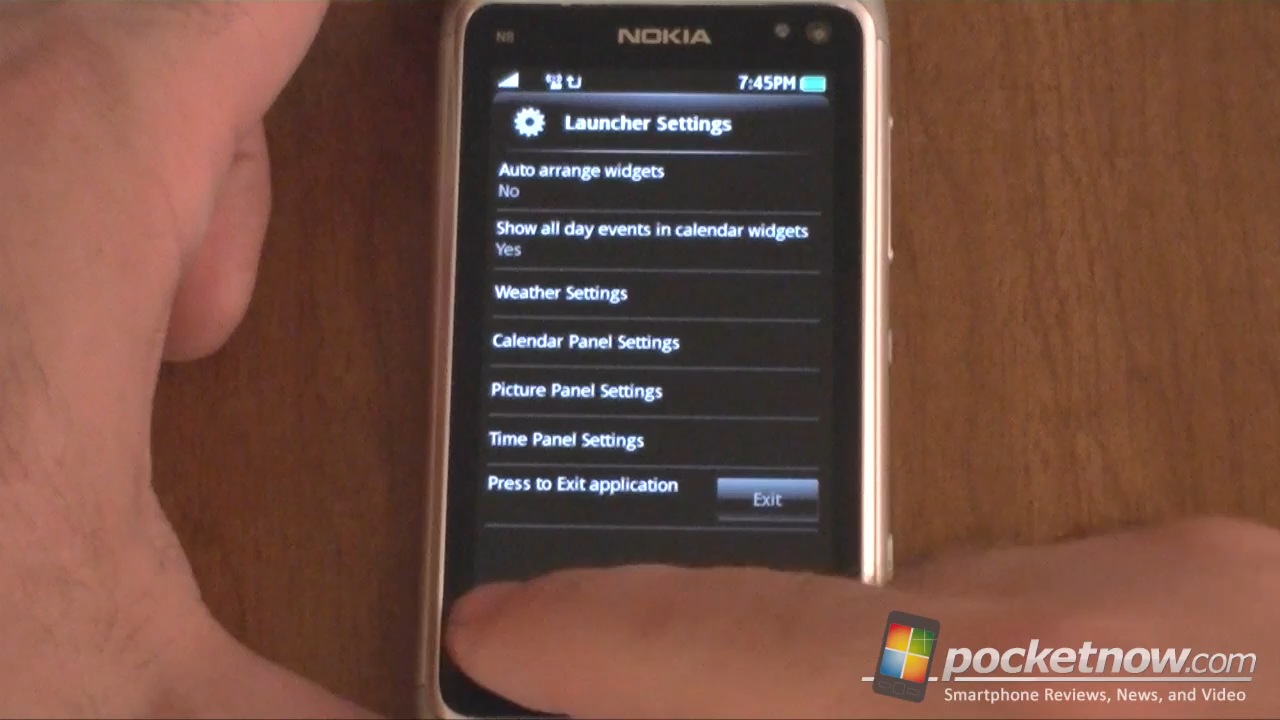 N8
NOKIA
7:45PM
Launcher Settings
Auto arrange widgets
No
Show all day events in calendar widgets
Yes
Weather Settings
Calendar Panel Settings
Picture Panel Settings
Time Panel Settings
Press to Exit application
Exit
pocketnow.com
Smartphone Reviews, News, and Video